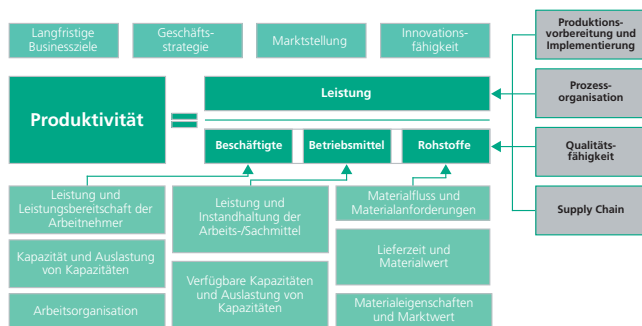 Langfristige
Businessziele
Geschäfts-
strategie
Marktstellung
Innovations-
fähigkeit
Produktions-
vorbereitung und
Implementierung
Produktivität
=
Leistung
Prozess-
organisation
Beschäftigte
Betriebsmittel
Rohstoffe
Qualitäts-
fähigkeit
Leistung und
Leistungsbereitschaft der
Arbeitnehmer
Leistung und
Instandhaltung der
Arbeits-/Sachmittel
Materialfluss und
Materialanforderungen
Supply Chain
Kapazität und Auslastung
von Kapazitäten
Lieferzeit und
Materialwert
Verfügbare Kapazitäten
und Auslastung von
Kapazitäten
Arbeitsorganisation
Materialeigenschaften
und Marktwert